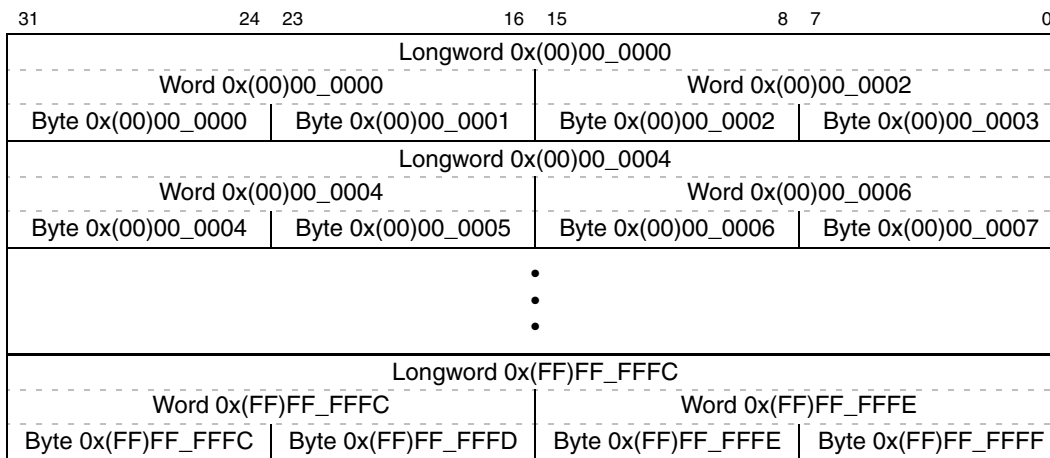 31 24 23 16 15 8 7 0
Longword 0x(00)00_0000
Word 0x(00)00_0000 Word 0x(00)00_0002
Byte 0x(00)00_0000 Byte 0x(00)00_0001 Byte 0x(00)00_0002 Byte 0x(00)00_0003
Longword 0x(00)00_0004
Word 0x(00)00_0004 Word 0x(00)00_0006
Byte 0x(00)00_0004 Byte 0x(00)00_0005 Byte 0x(00)00_0006 Byte 0x(00)00_0007
Longword 0x(FF)FF_FFFC
Word 0x(FF)FF_FFFC Word 0x(FF)FF_FFFE
Byte 0x(FF)FF_FFFC Byte 0x(FF)FF_FFFD Byte 0x(FF)FF_FFFE Byte 0x(FF)FF_FFFF